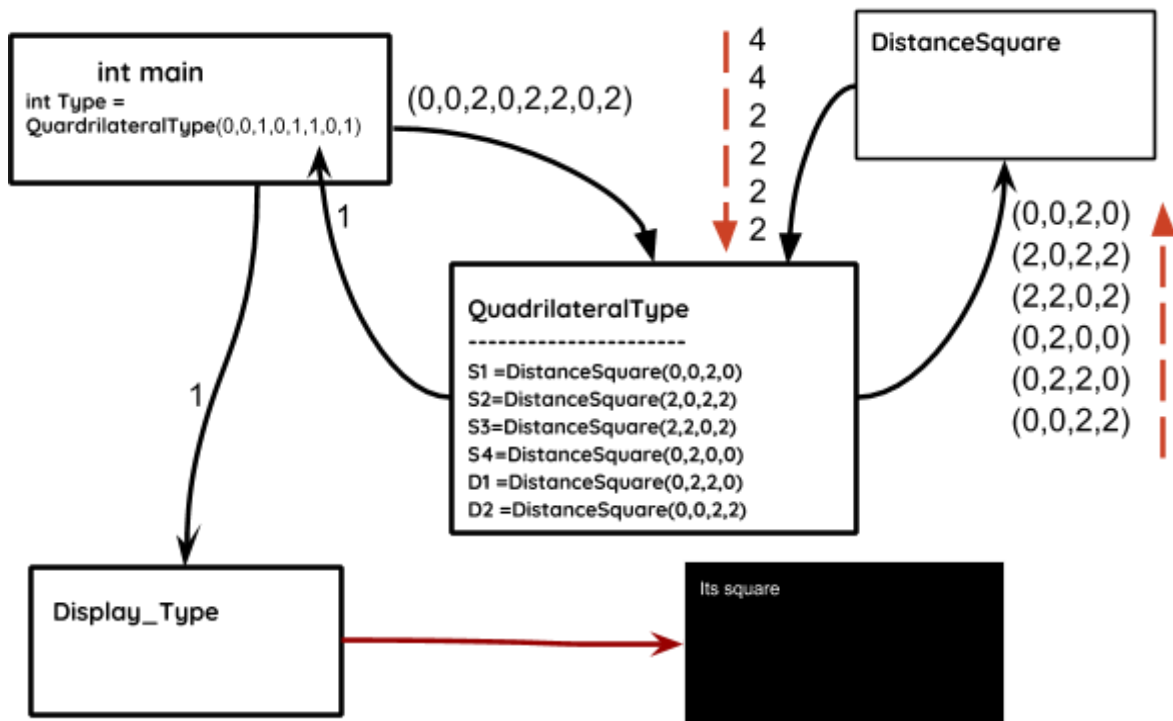 int main
int Type =
QuardrilateralType(0,0,1,0,1,1,0,1)
(0,0,2,0,2,2,0,2)
4
4
2
2
2
2
DistanceSquare
(0,0,2,0)
(2,0,2,2)
(2,2,0,2)
(0,2,0,0)
(0,2,2,0)
(0,0,2,2)
1
1
QuadrilateralType
----------------------
S1 =DistanceSquare(0,0,2,0)
S2=DistanceSquare(2,0,2,2)
S3=DistanceSquare(2,2,0,2)
S4=DistanceSquare(0,2,0,0)
D1 =DistanceSquare(0,2,2,0)
D2 =DistanceSquare(0,0,2,2)
Display_Type
Its square